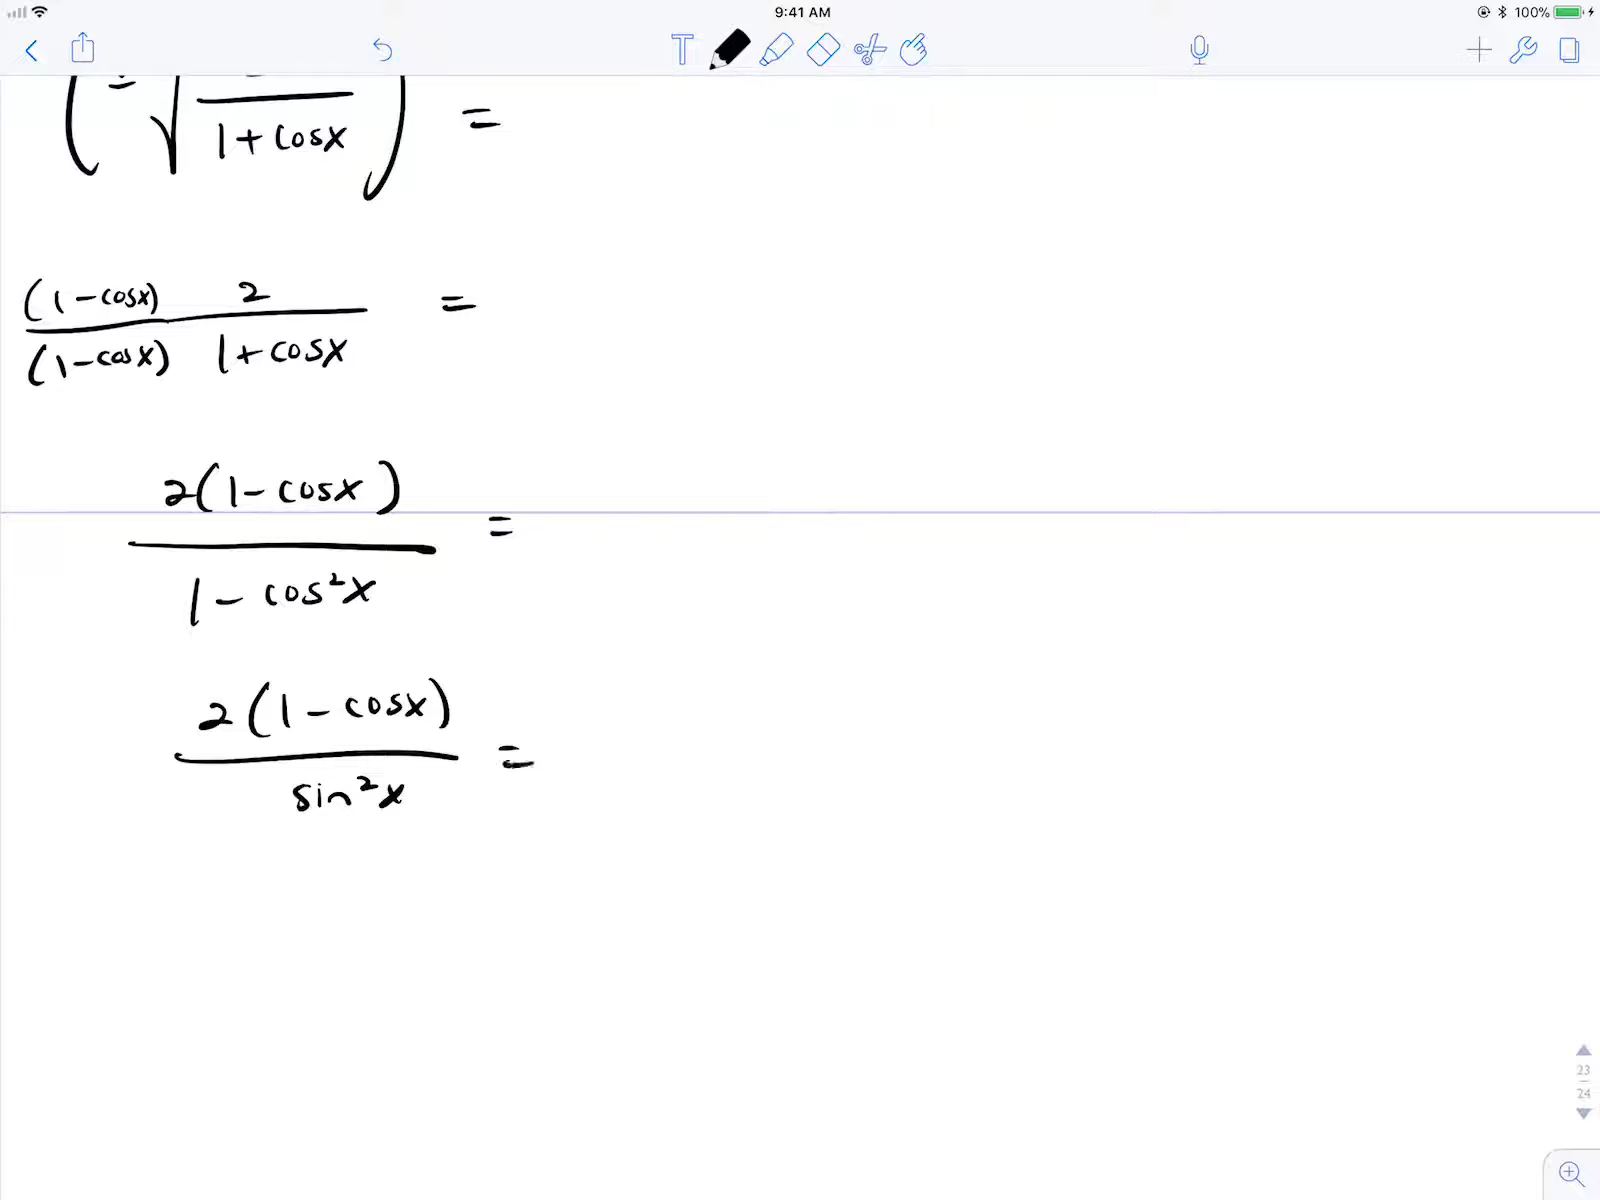 9:41 AM
100%
T
( = √ 1+cosx ) =
(1-cosx) 2 =
(1-cosx) 1+cosx
2(1-cosx) =
1-cos²x
2(1-cosx) =
sin²x
23
24